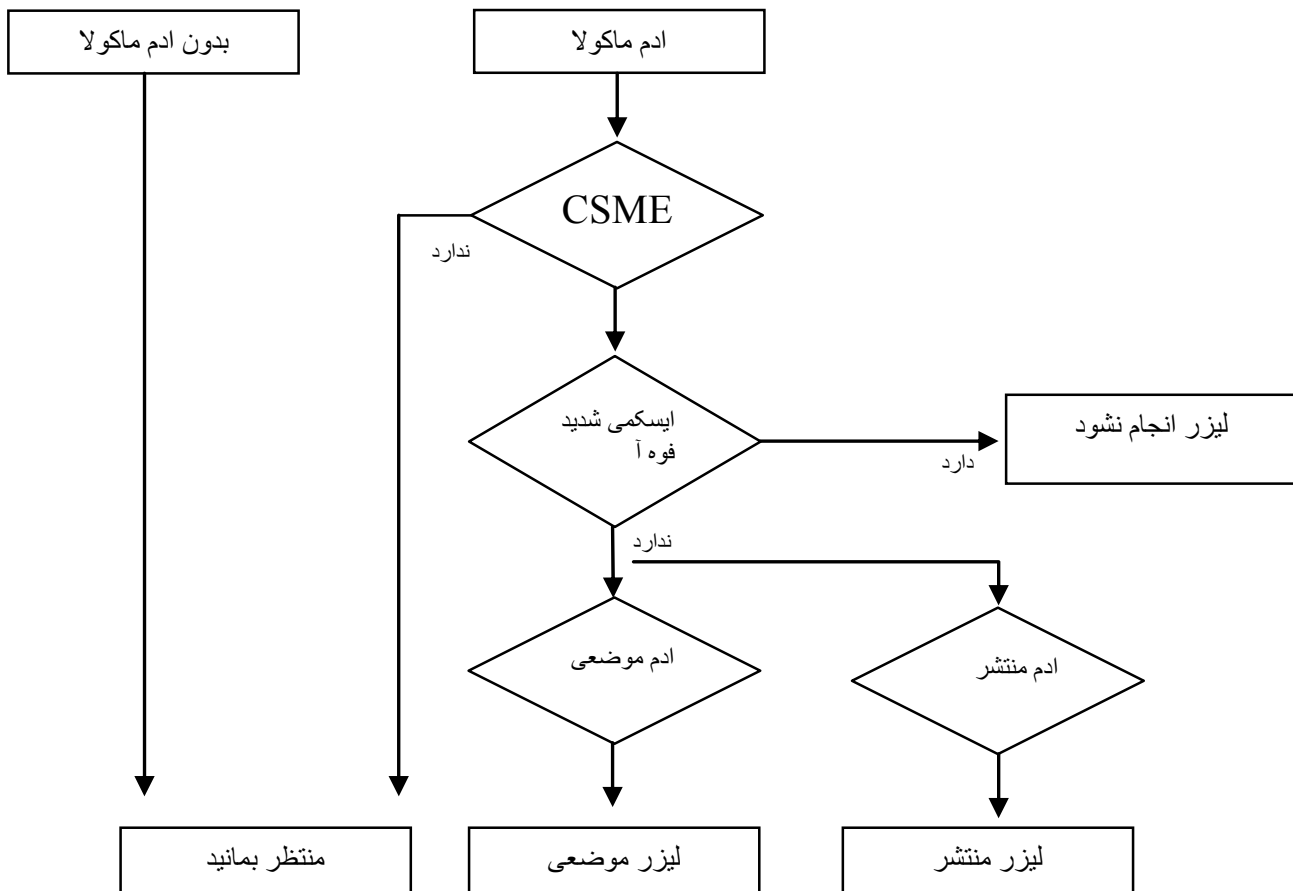 ادم ماکولا
بدون ادم ماکولا
CSME
ندارد
ایسکمی شدید
فوه آ
لیزر انجام نشود
دارد
ندارد
ادم موضعی
ادم منتشر
لیزر منتشر
لیزر موضعی
منتظر بمانید